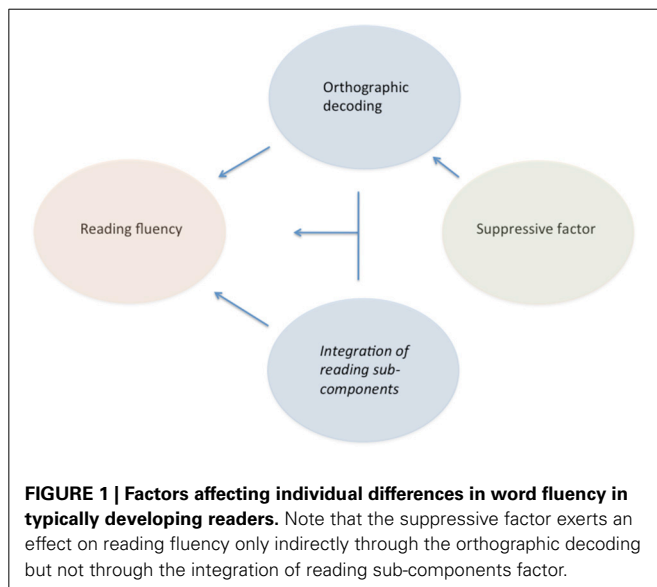 Orthographic
decoding
Reading fluency
Suppressive factor
Integration of
reading sub-
components
FIGURE 1 | Factors affecting individual differences in word fluency in
typically developing readers. Note that the suppressive factor exerts an
effect on reading fluency only indirectly through the orthographic decoding
but not through the integration of reading sub-components factor.